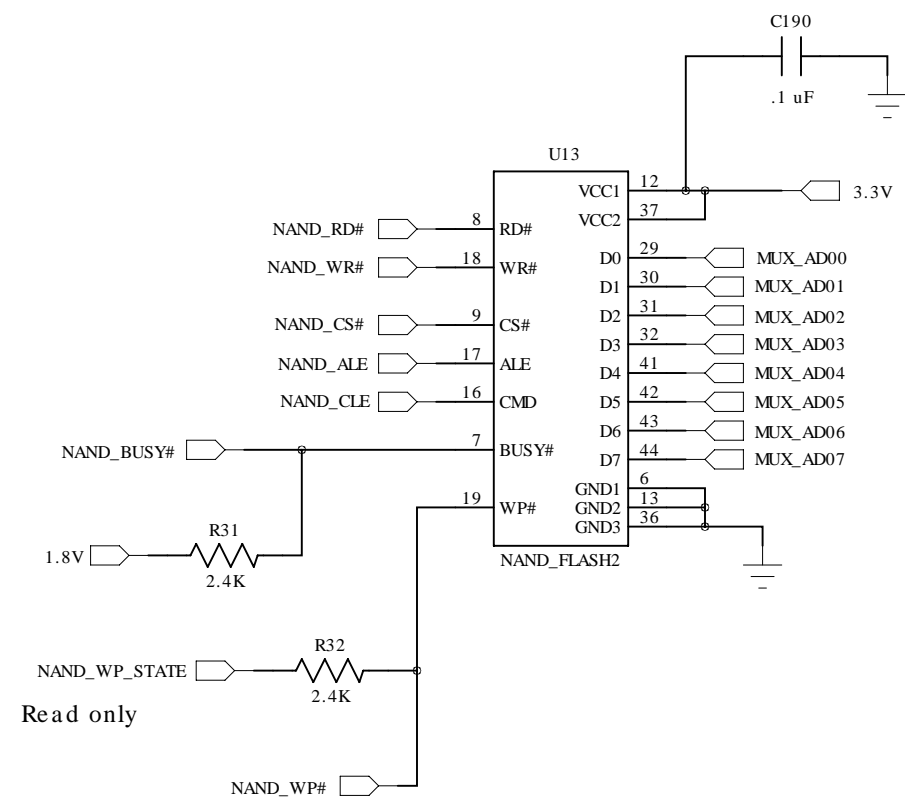 C190
.1 uF
U13
VCC1 12 3.3V
VCC2 37
NAND_RD# 8 RD#
NAND_WR# 18 WR#
D0 29 MUX_AD00
D1 30 MUX_AD01
NAND_CS# 9 CS#
D2 31 MUX_AD02
D3 32 MUX_AD03
NAND_ALE 17 ALE
D4 41 MUX_AD04
NAND_CLE 16 CMD
D5 42 MUX_AD05
D6 43 MUX_AD06
NAND_BUSY# 7 BUSY#
D7 44 MUX_AD07
GND1 6
19 WP#
GND2 13
GND3 36
R31
1.8V
2.4K
NAND_FLASH2
R32
NAND_WP_STATE
2.4K
Read only
NAND_WP#